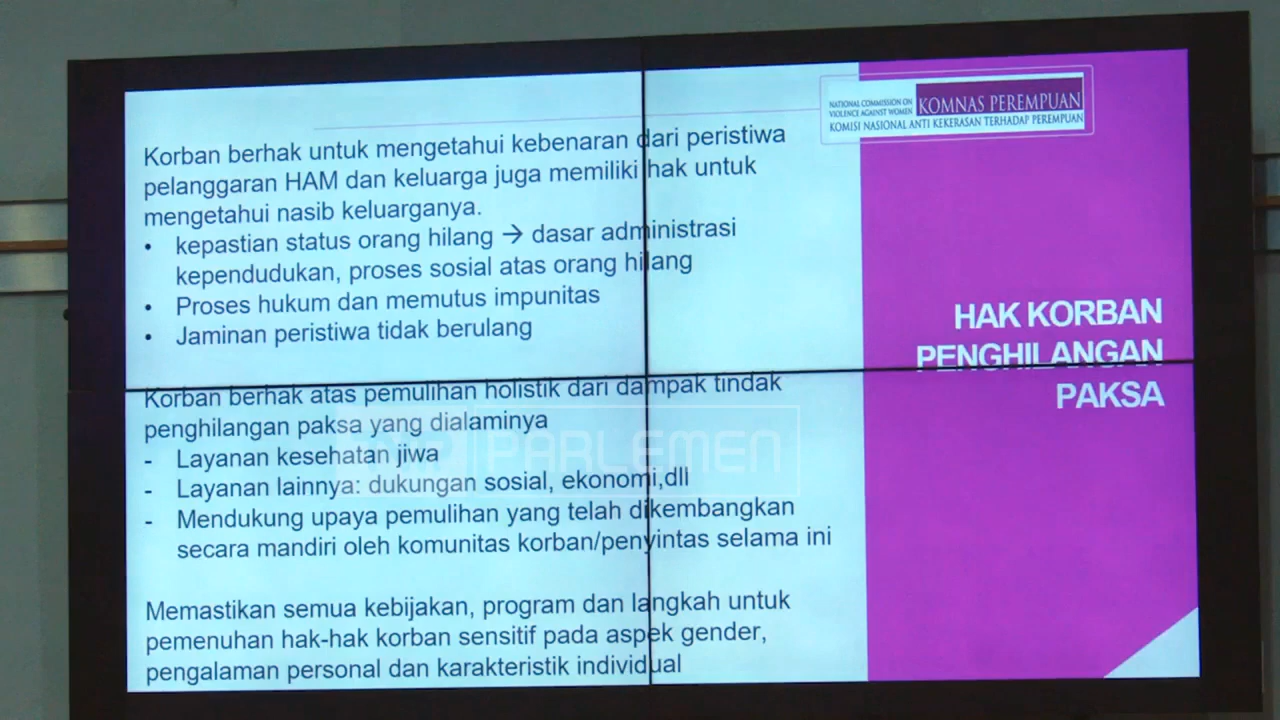 NATIONAL COMMISSION ON
VIOLENCE AGAINST WOMEN
KOMNAS PEREMPUAN
KOMISI NASIONAL ANTI KEKERASAN TERHADAP PEREMPUAN
Korban berhak untuk mengetahui kebenaran dari peristiwa
pelanggaran HAM dan keluarga juga memiliki hak untuk
mengetahui nasib keluarganya.
• kepastian status orang hilang → dasar administrasi
kependudukan, proses sosial atas orang hilang
• Proses hukum dan memutus impunitas
• Jaminan peristiwa tidak berulang
Korban berhak atas pemulihan holistik dari dampak tindak
penghilangan paksa yang dialaminya
- Layanan kesehatan jiwa
- Layanan lainnya: dukungan sosial, ekonomi,dll
- Mendukung upaya pemulihan yang telah dikembangkan
secara mandiri oleh komunitas korban/penyintas selama ini
Memastikan semua kebijakan, program dan langkah untuk
pemenuhan hak-hak korban sensitif pada aspek gender,
pengalaman personal dan karakteristik individual
HAK KORBAN
PENGHILANGAN
PAKSA
PARLEMEN